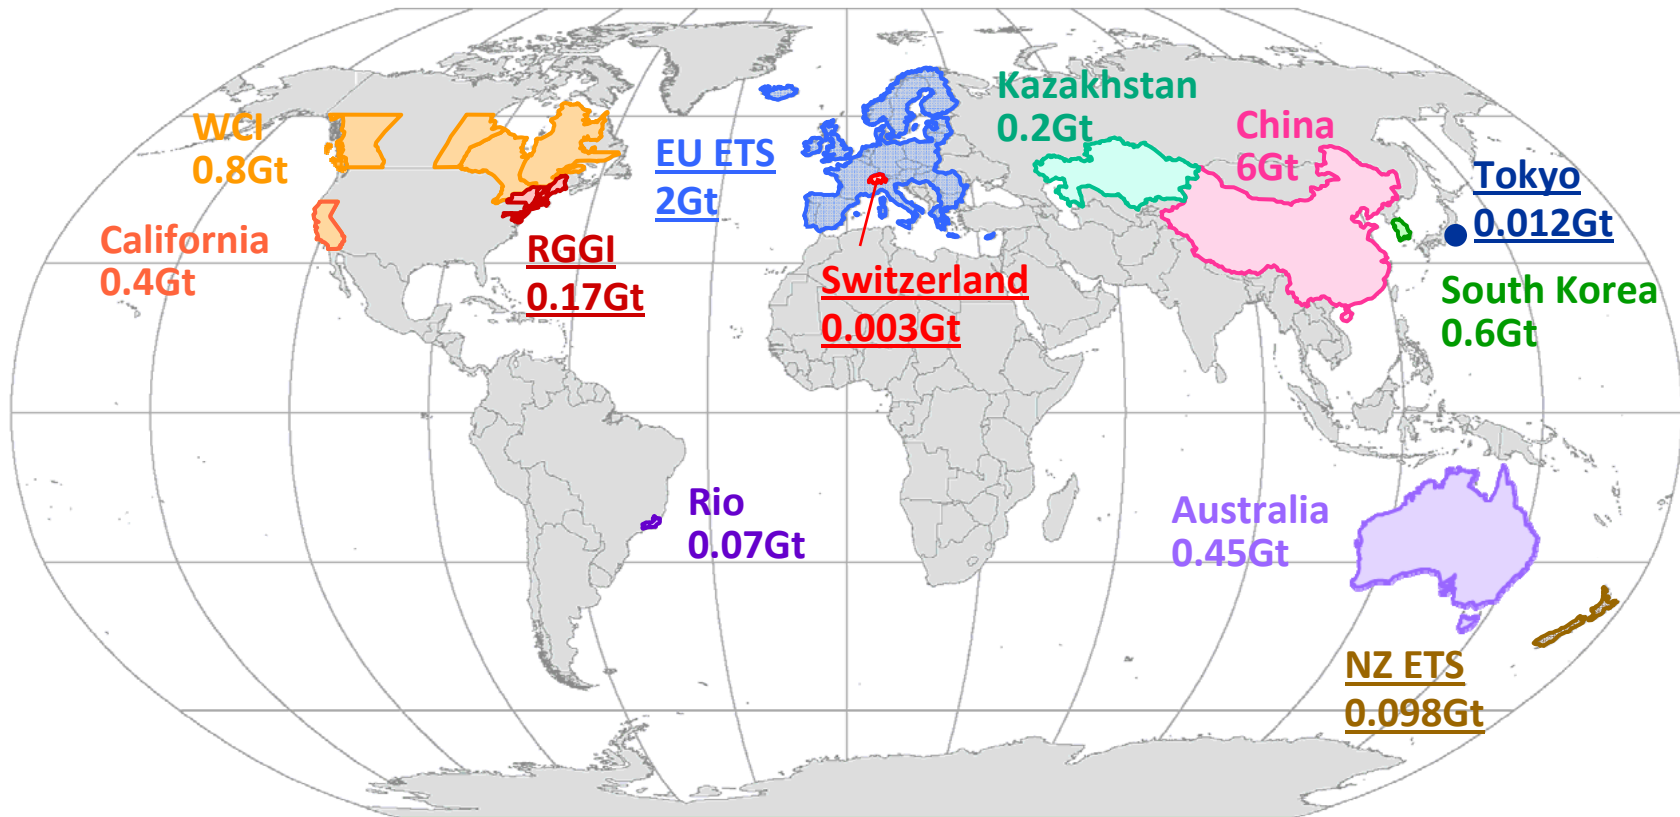 Kazakhstan
0.2Gt
WCI
0.8Gt
EU ETS
2Gt
China
6Gt
Tokyo
0.012Gt
California
0.4Gt
RGGI
0.17Gt
Switzerland
0.003Gt
South Korea
0.6Gt
Rio
0.07Gt
Australia
0.45Gt
NZ ETS
0.098Gt